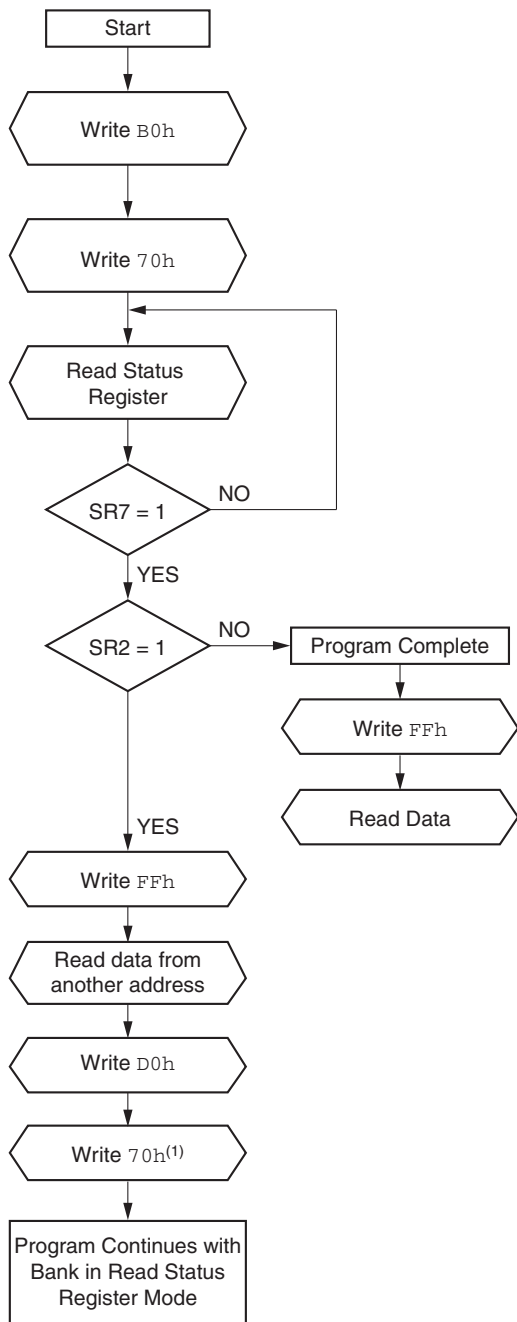 Start
Write B0h
Write 70h
Read Status
Register
SR7 = 1
NO
YES
SR2 = 1
NO
Program Complete
Write FFh
Read Data
YES
Write FFh
Read data from
another address
Write D0h
Write 70h(1)
Program Continues with
Bank in Read Status
Register Mode